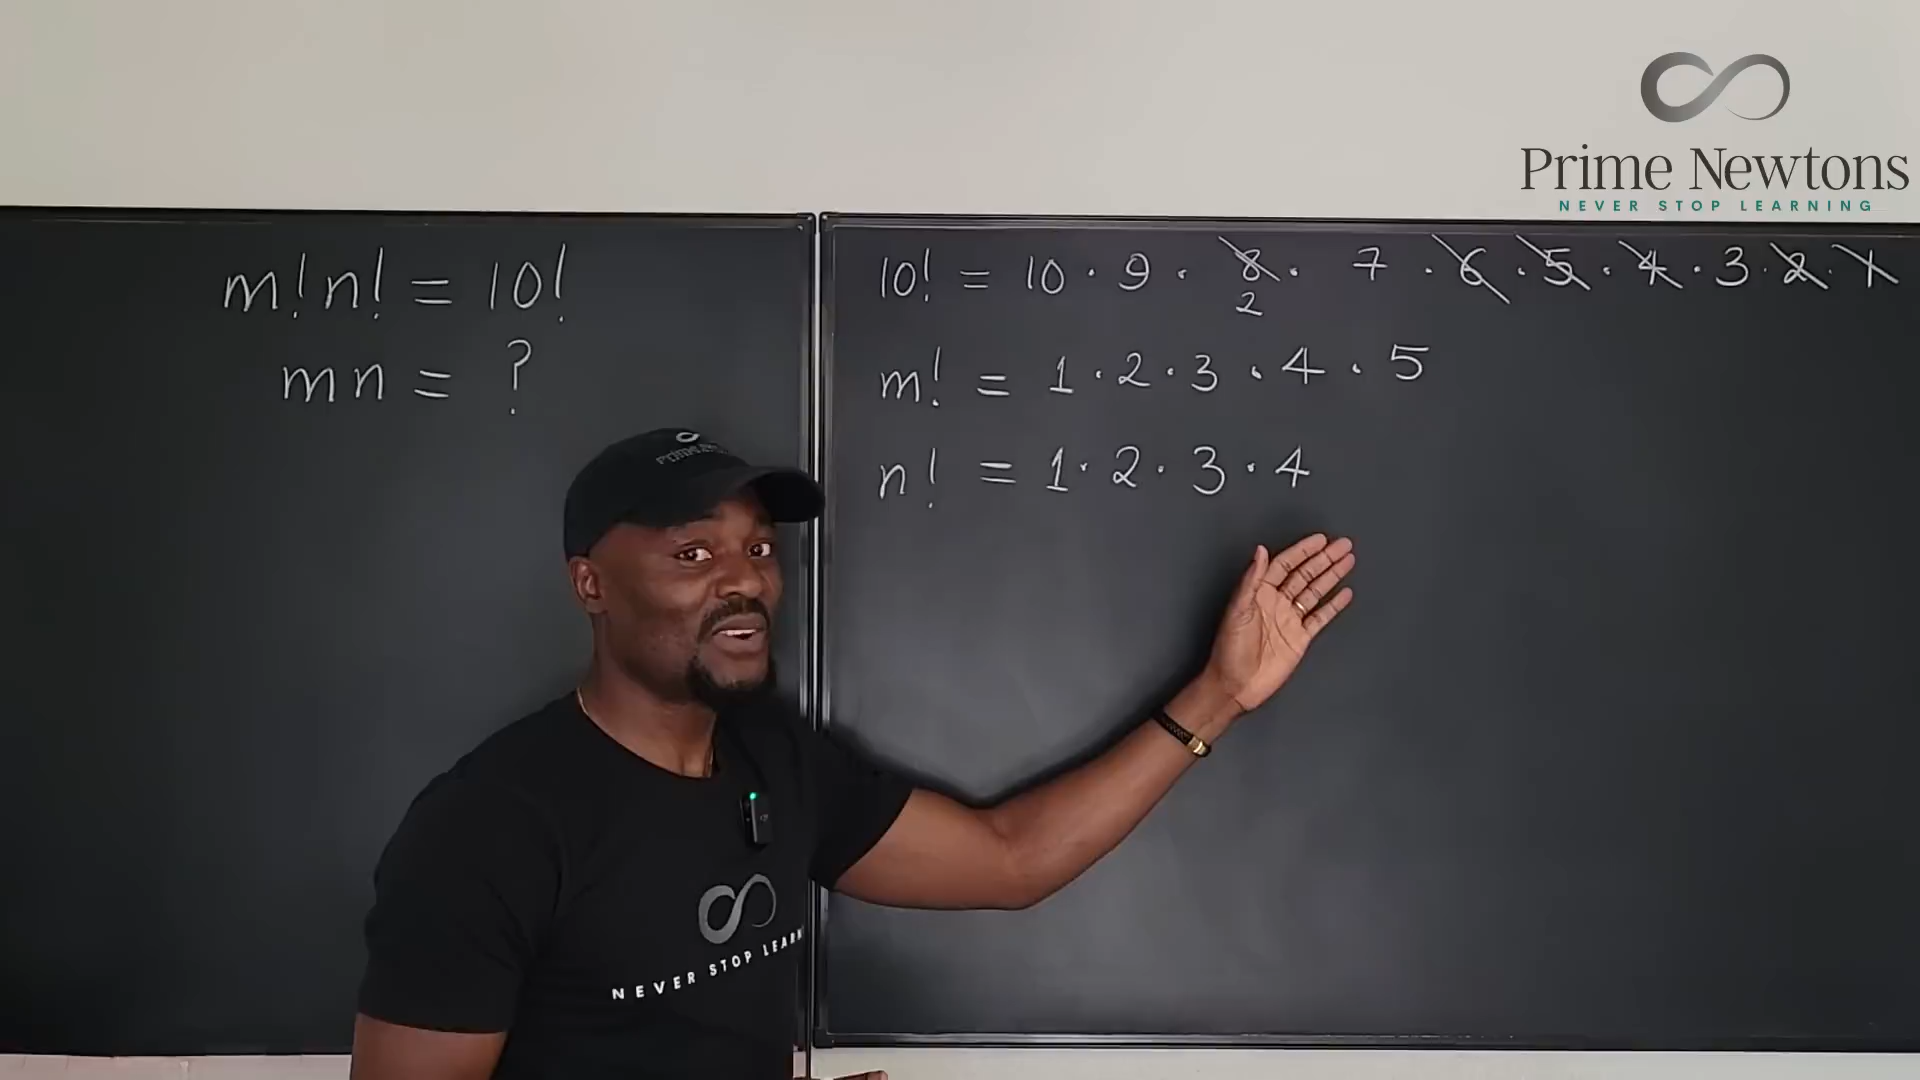 Prime Newtons
NEVER STOP LEARNING
m!n! = 10!
mn = ?
10! = 10 · 9 · 8 · 7 · 6 · 5 · 4 · 3 · 2 · 1
2
m! = 1 · 2 · 3 · 4 · 5
n! = 1 · 2 · 3 · 4
NEVER STOP LEARN